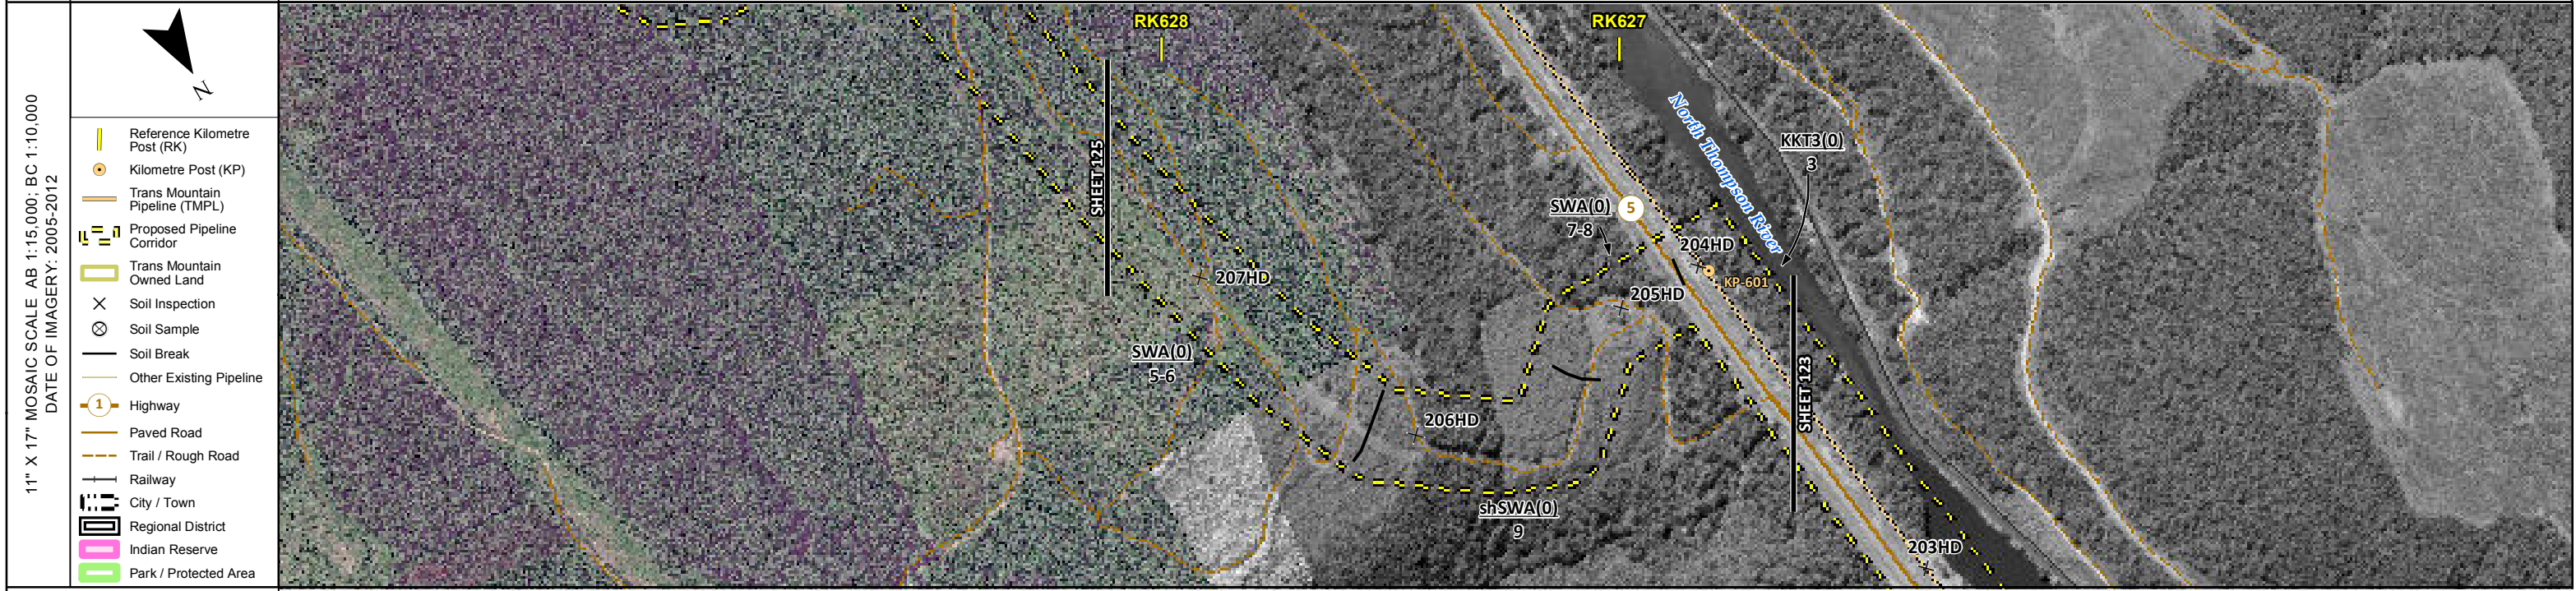 11" X 17" MOSAIC SCALE AB 1:15,000; BC 1:10,000
DATE OF IMAGERY: 2005-2012
N
Reference Kilometre
Post (RK)
Kilometre Post (KP)
Trans Mountain
Pipeline (TMPL)
Proposed Pipeline
Corridor
Trans Mountain
Owned Land
Soil Inspection
Soil Sample
Soil Break
Other Existing Pipeline
1 Highway
Paved Road
Trail / Rough Road
Railway
City / Town
Regional District
Indian Reserve
Park / Protected Area
RK628
RK627
SHEET 125
North Thompson River
KKT3(0)
3
SWA(0)
7-8
5
204HD
KP-601
207HD
205HD
SWA(0)
5-6
SHEET 123
206HD
shSWA(0)
9
203HD